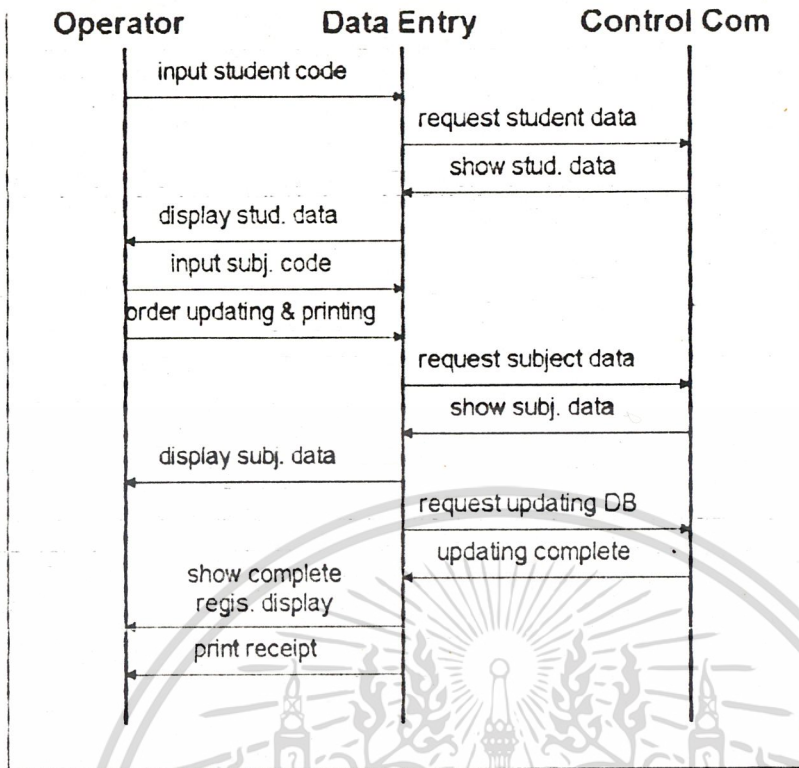 Operator Data Entry Control Com
input student code
request student data
show stud. data
display stud. data
input subj. code
order updating & printing
request subject data
show subj. data
display subj. data
request updating DB
updating complete
show complete
regis. display
print receipt